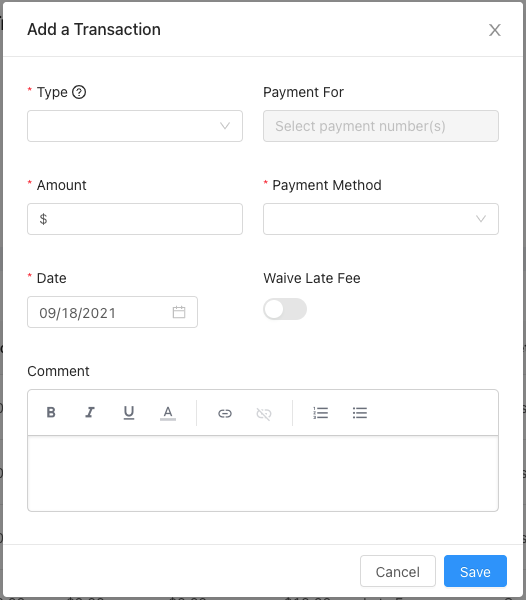 Add a Transaction
* Type
Payment For
Select payment number(s)
* Amount
* Payment Method
$
* Date
Waive Late Fee
09/18/2021
Comment
B I U A
Cancel Save